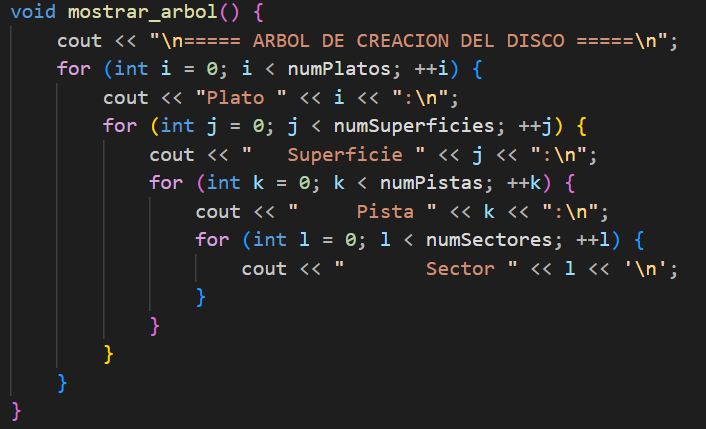 void mostrar_arbol() {
    cout << "\n===== ARBOL DE CREACION DEL DISCO =====\n";
    for (int i = 0; i < numPlatos; ++i) {
        cout << "Plato " << i << ":\n";
        for (int j = 0; j < numSuperficies; ++j) {
            cout << "   Superficie " << j << ":\n";
            for (int k = 0; k < numPistas; ++k) {
                cout << "     Pista " << k << ":\n";
                for (int l = 0; l < numSectores; ++l) {
                    cout << "       Sector " << l << '\n';
                }
            }
        }
    }
}